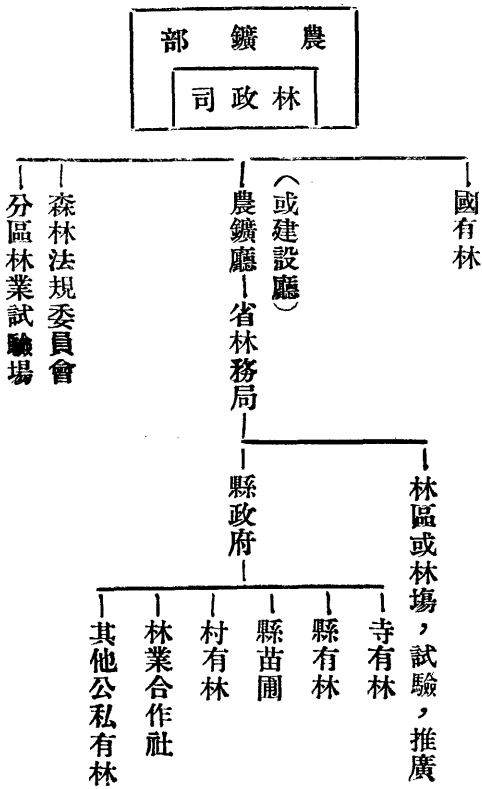 農鑛部
林政司
國有林
(或建設廳)
農鑛廳
省林務局
森林法規委員會
分區林業試驗場
林區或林塲，試驗，推廣
縣政府
寺有林
縣有林
縣苗圃
村有林
林業合作社
其他公私有林